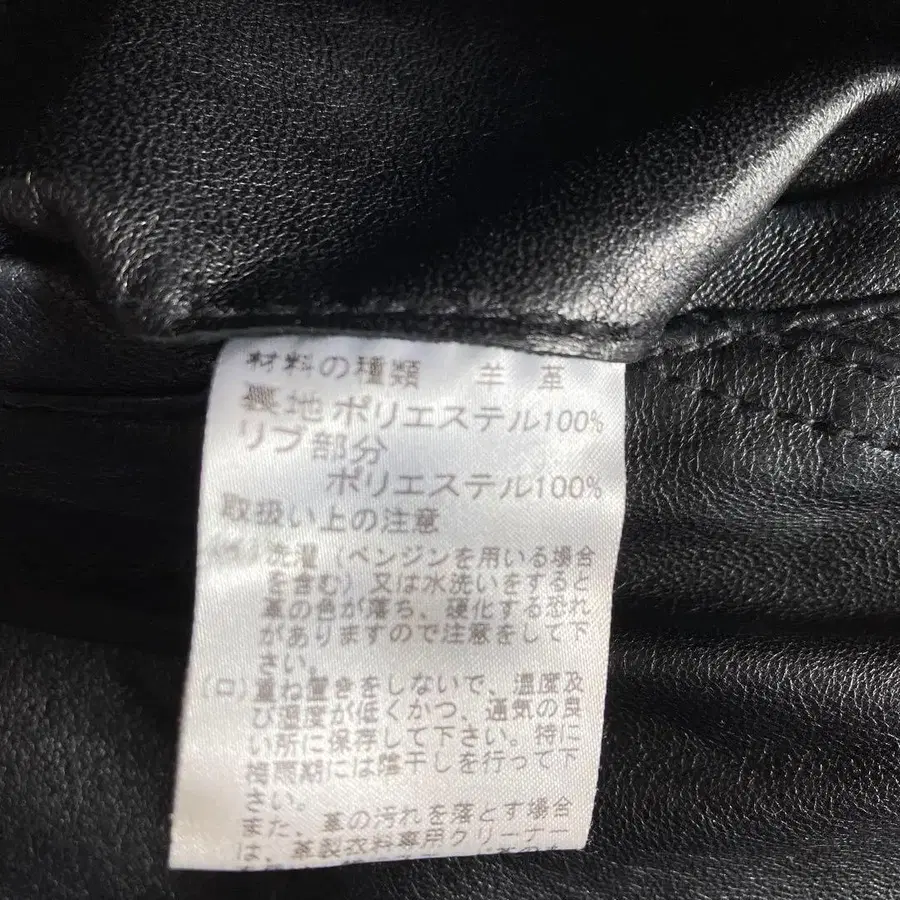 材料の種類 羊革
裏地 ポリエステル100%
リブ部分
ポリエステル100%
取扱い上の注意
(イ) 洗濯 (ベンジンを用いる場合
を含む) 又は水洗いをすると
革の色が落ち、硬化する恐れ
がありますので注意をして下
さい。
(ロ) 重ね置きをしないで、温度及
び湿度が低くかつ、通気の良
い所に保存して下さい。特に
梅雨期には陰干しを行って下
さい。
また、革の汚れを落とす場合
は、革製衣料専用クリーナー